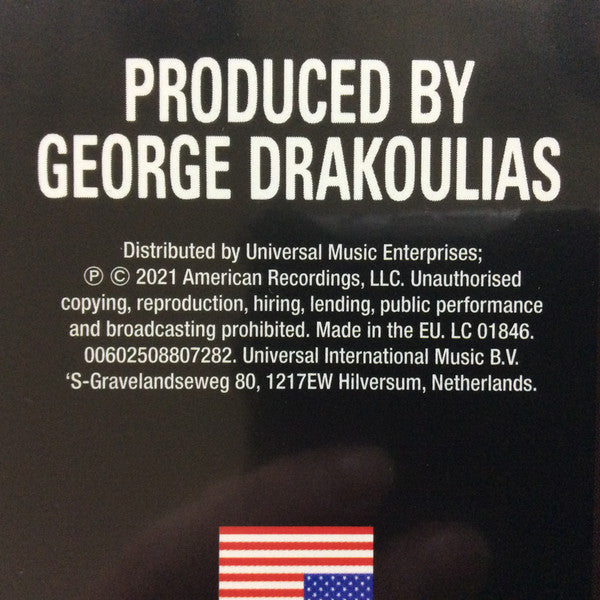 PRODUCED BY
GEORGE DRAKOULIAS
Distributed by Universal Music Enterprises;
℗ © 2021 American Recordings, LLC. Unauthorised
copying, reproduction, hiring, lending, public performance
and broadcasting prohibited. Made in the EU. LC 01846.
00602508807282. Universal International Music B.V.
‘S-Gravelandseweg 80, 1217EW Hilversum, Netherlands.